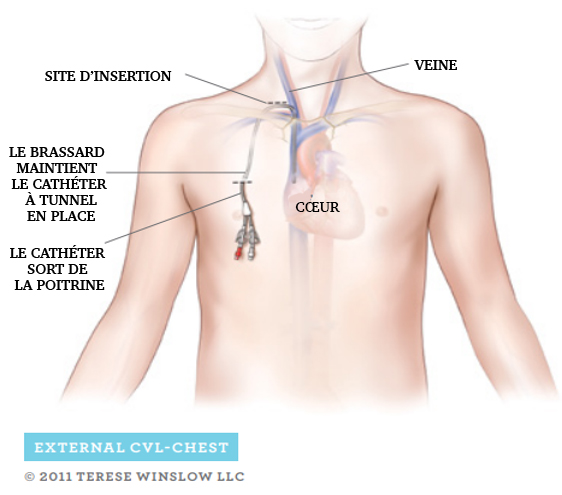 VEINE
SITE D'INSERTION
LE BRASSARD
MAINTIENT
LE CATHÉTER
À TUNNEL
EN PLACE
CŒUR
LE CATHÉTER
SORT DE
LA POITRINE
EXTERNAL CVL-CHEST
© 2011 TERESE WINSLOW LLC